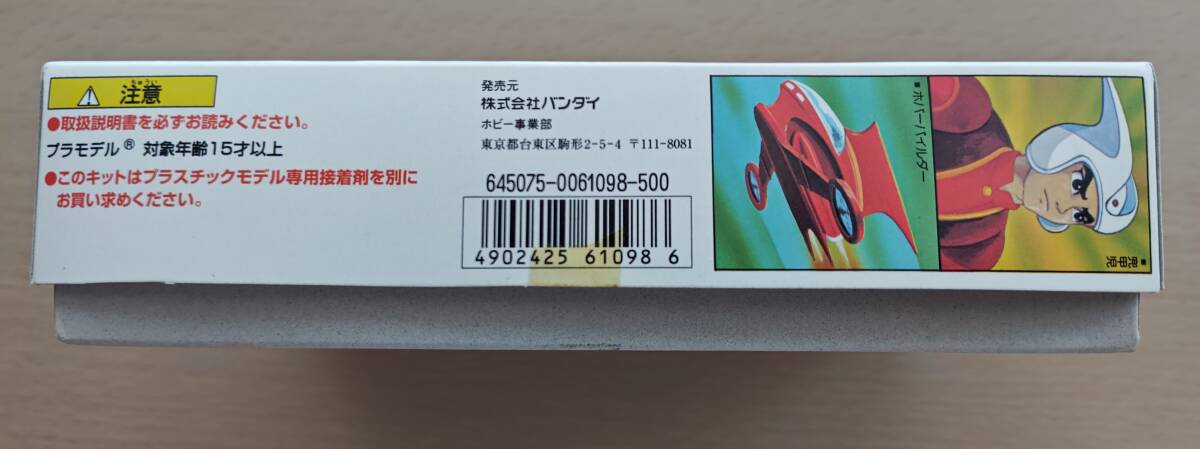 ちゅうい
注意
●取扱説明書を必ずお読みください。
プラモデル® 対象年齢15才以上
●このキットはプラスチックモデル専用接着剤を別に
お買い求めください。
発売元
株式会社バンダイ
ホビー事業部
東京都台東区駒形2-5-4 〒111-8081
645075-0061098-500
4902425 61098 6
■ホバーパイルダー
■兜甲児